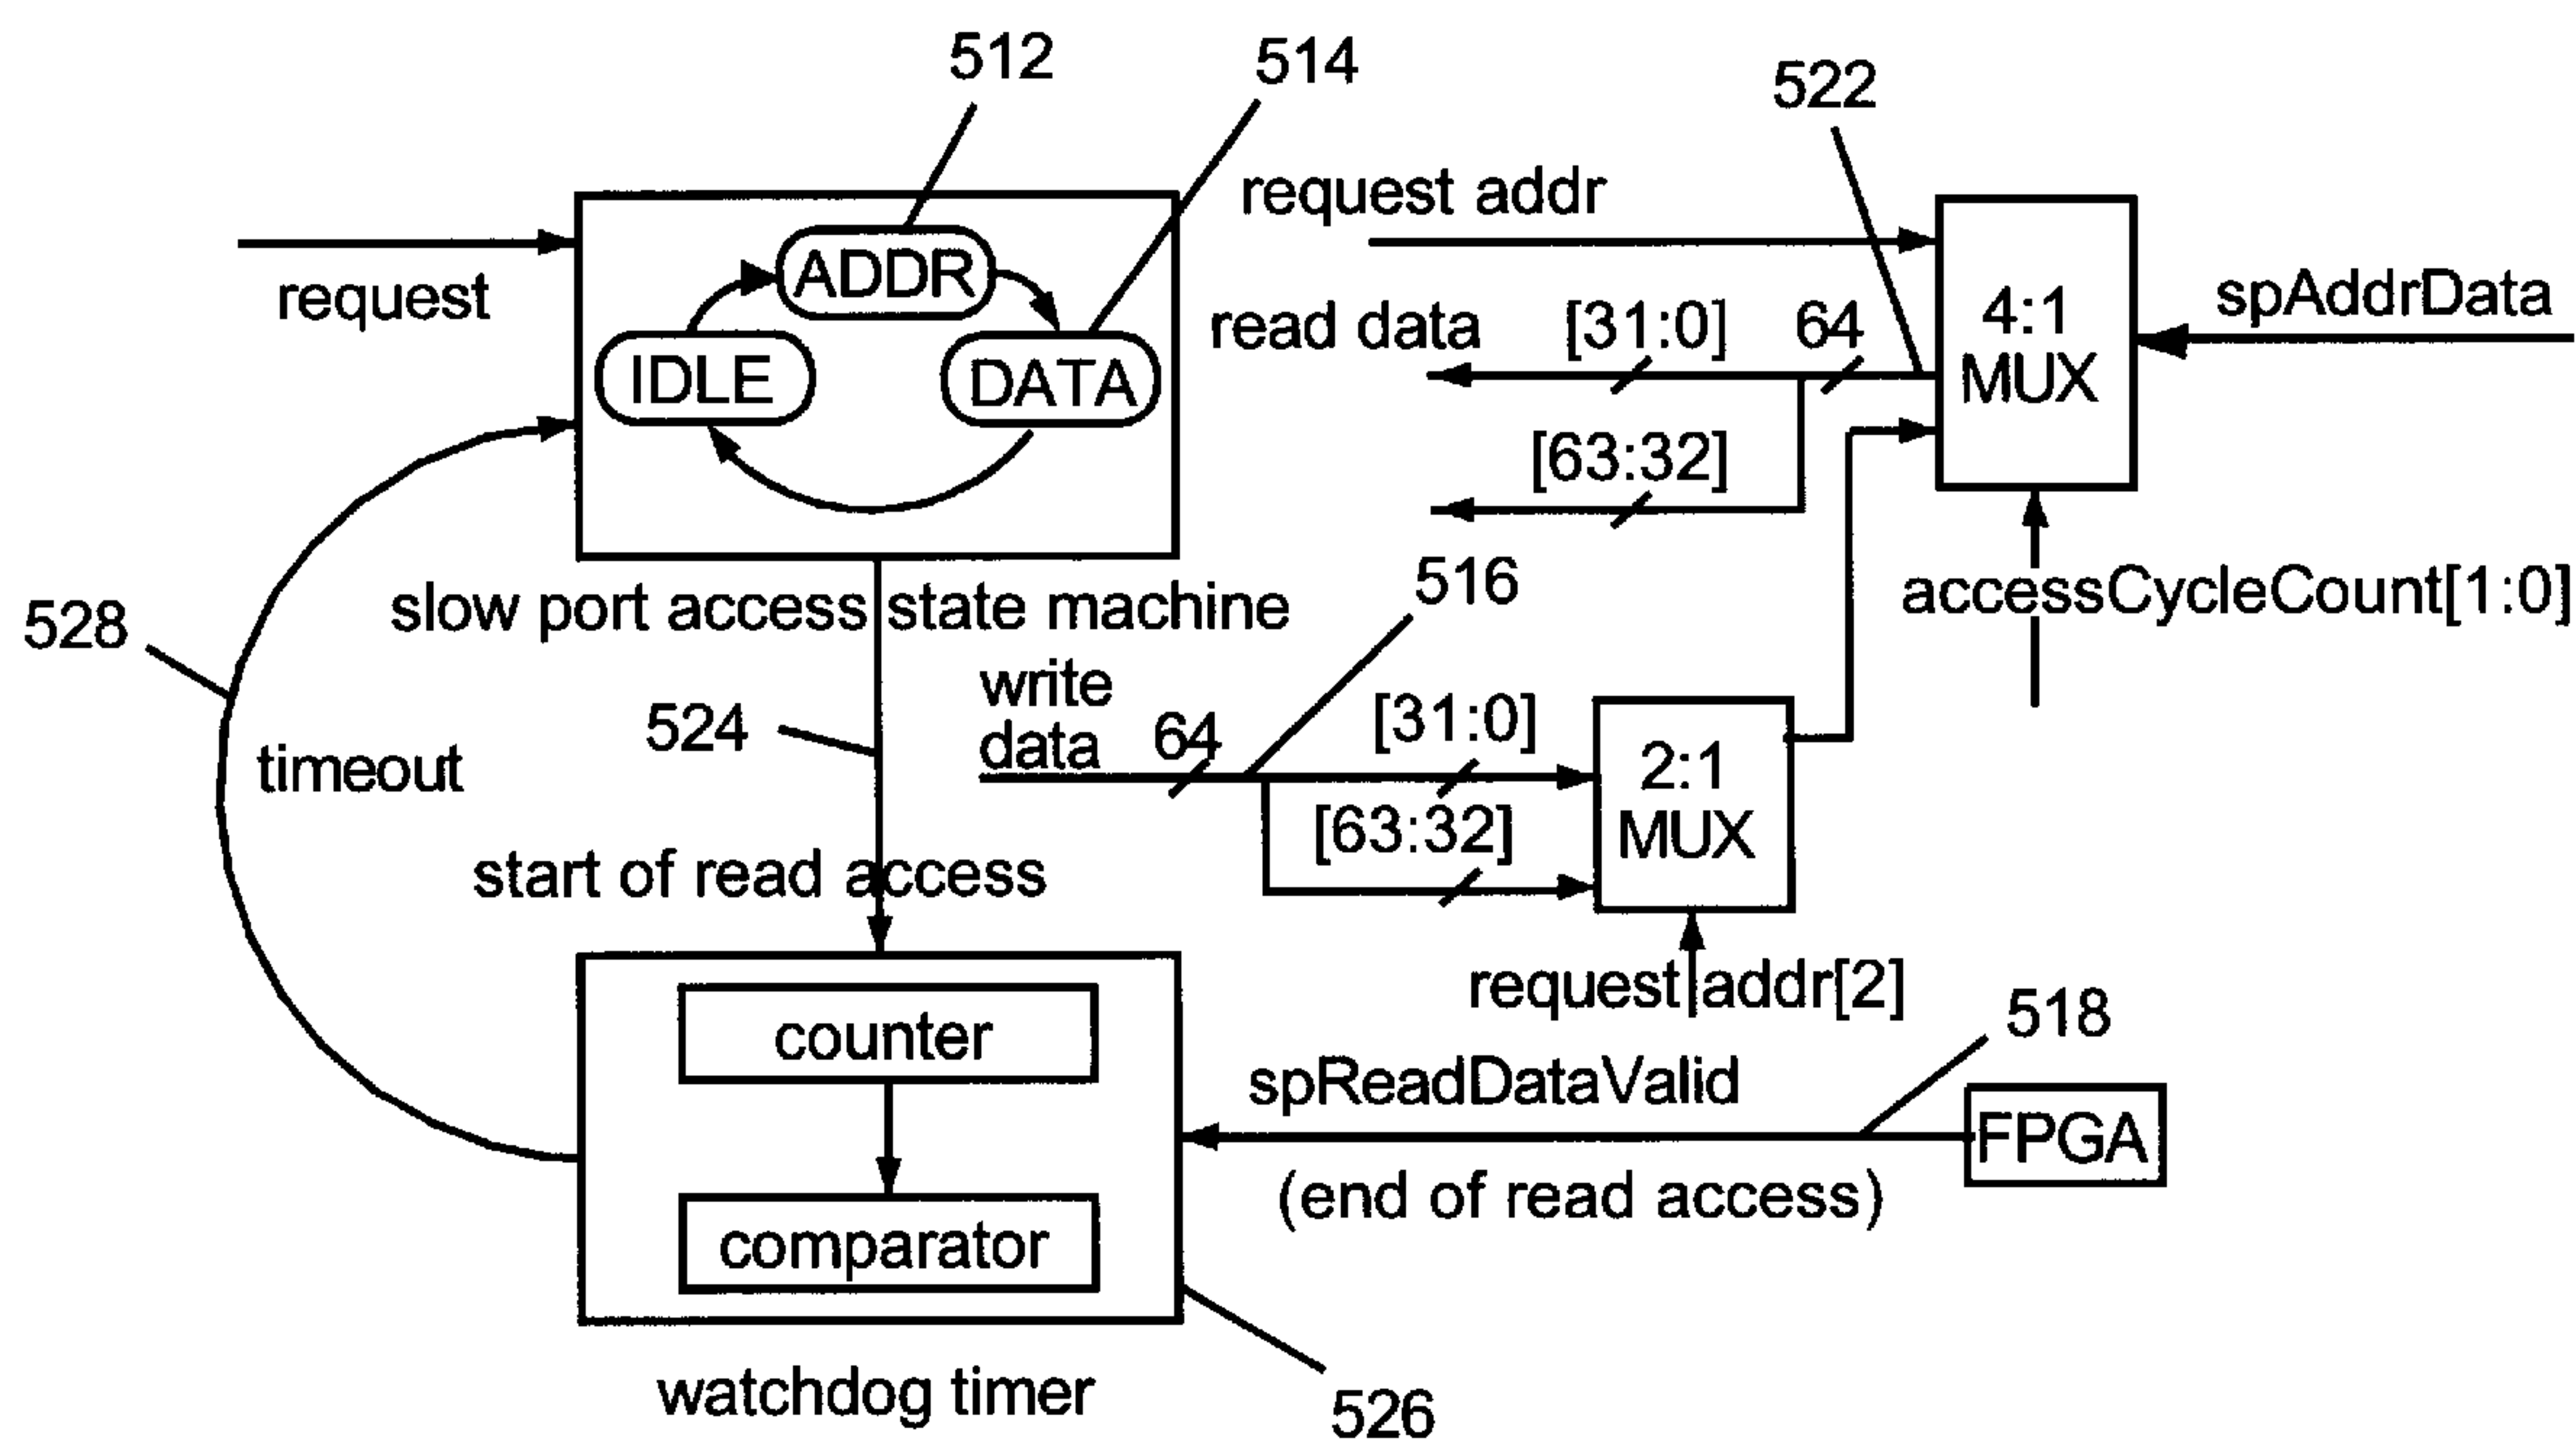 512
514
522
request addr
request
ADDR
IDLE
DATA
read data
[31:0]
64
4:1
MUX
spAddrData
[63:32]
516
accessCycleCount[1:0]
slow port access state machine
528
524
write
data
64
[31:0]
[63:32]
2:1
MUX
timeout
start of read access
request addr[2]
518
counter
comparator
spReadDataValid
(end of read access)
FPGA
watchdog timer
526